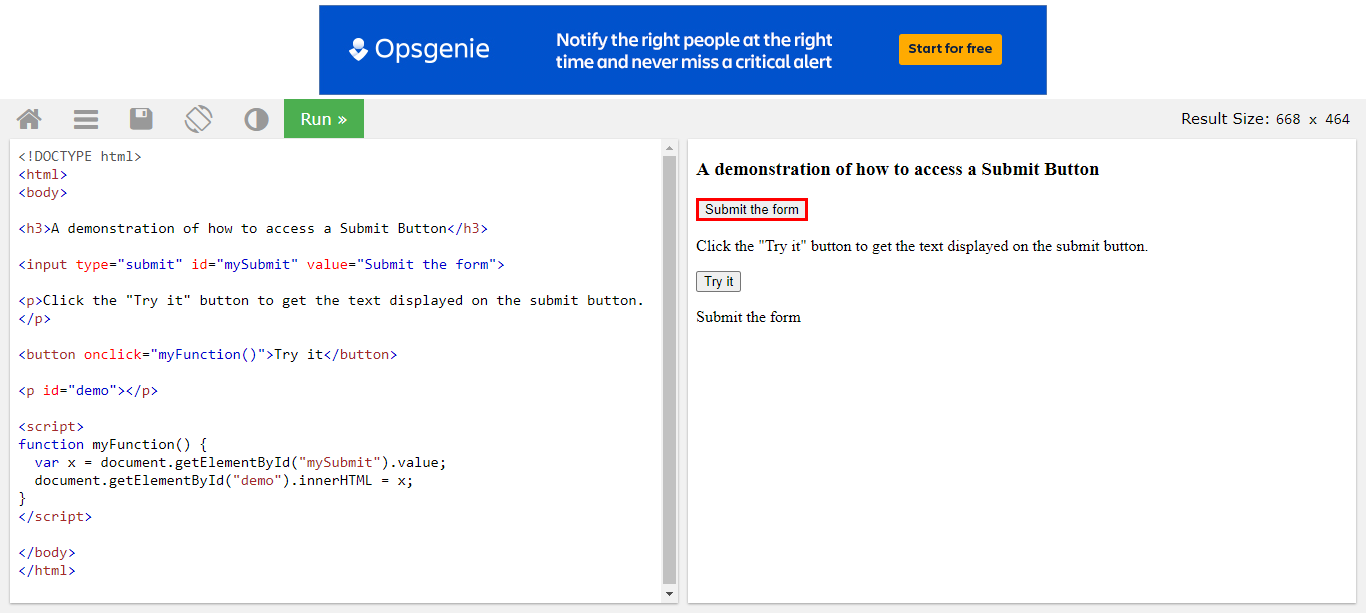 Opsgenie
Notify the right people at the right
time and never miss a critical alert
Start for free
Run »
Result Size: 668 x 464
<!DOCTYPE html>
<html>
<body>
<h3>A demonstration of how to access a Submit Button</h3>
<input type="submit" id="mySubmit" value="Submit the form">
<p>Click the "Try it" button to get the text displayed on the submit button.
</p>
<button onclick="myFunction()">Try it</button>
<p id="demo"></p>
<script>
function myFunction() {
  var x = document.getElementById("mySubmit").value;
  document.getElementById("demo").innerHTML = x;
}
</script>
</body>
</html>
A demonstration of how to access a Submit Button
Submit the form
Click the "Try it" button to get the text displayed on the submit button.
Try it
Submit the form